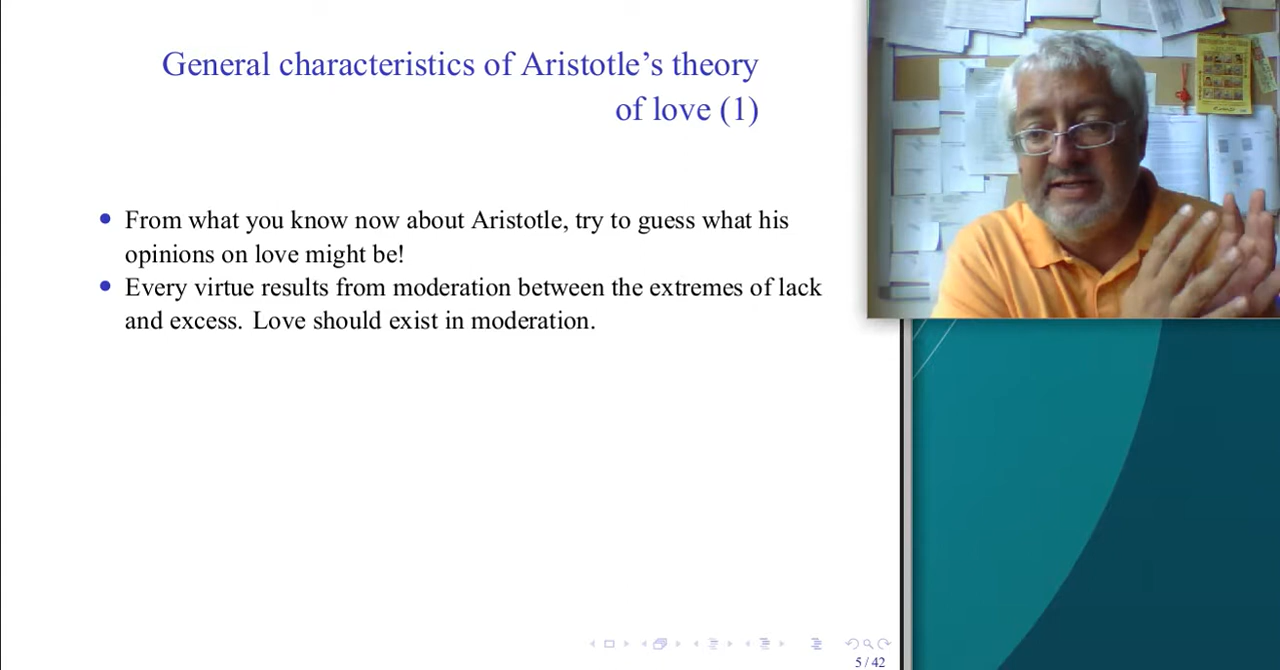 General characteristics of Aristotle's theory
of love (1)
From what you know now about Aristotle, try to guess what his
opinions on love might be!
Every virtue results from moderation between the extremes of lack
and excess. Love should exist in moderation.
5 / 42